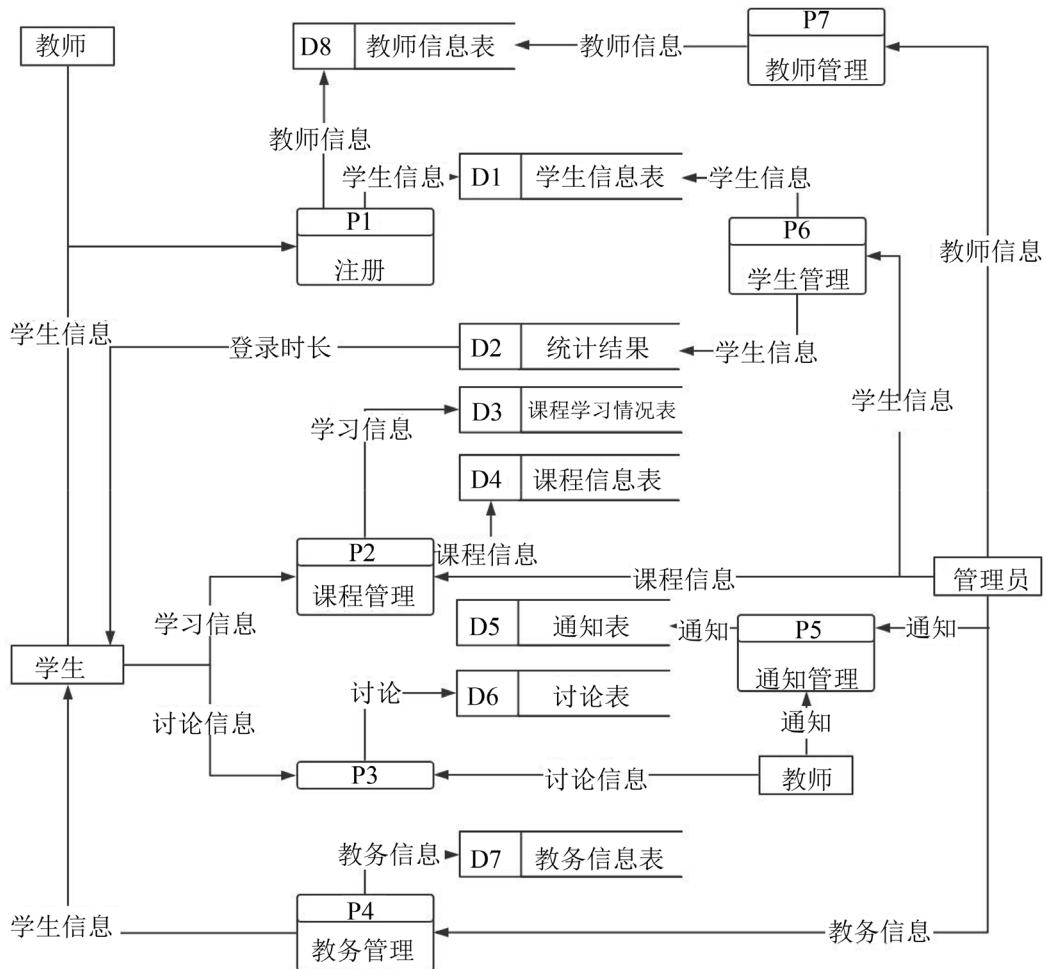 教师
D8 教师信息表
教师信息
P7
教师管理
教师信息
学生信息
D1 学生信息表
学生信息
P1
注册
P6
学生管理
教师信息
学生信息
登录时长
D2 统计结果
学生信息
学习信息
D3 课程学习情况表
学生信息
D4 课程信息表
P2
课程管理
课程信息
课程信息
管理员
学习信息
D5 通知表
通知
P5
通知管理
通知
学生
讨论
D6 讨论表
讨论信息
通知
P3
讨论信息
教师
教务信息
D7 教务信息表
学生信息
P4
教务管理
教务信息